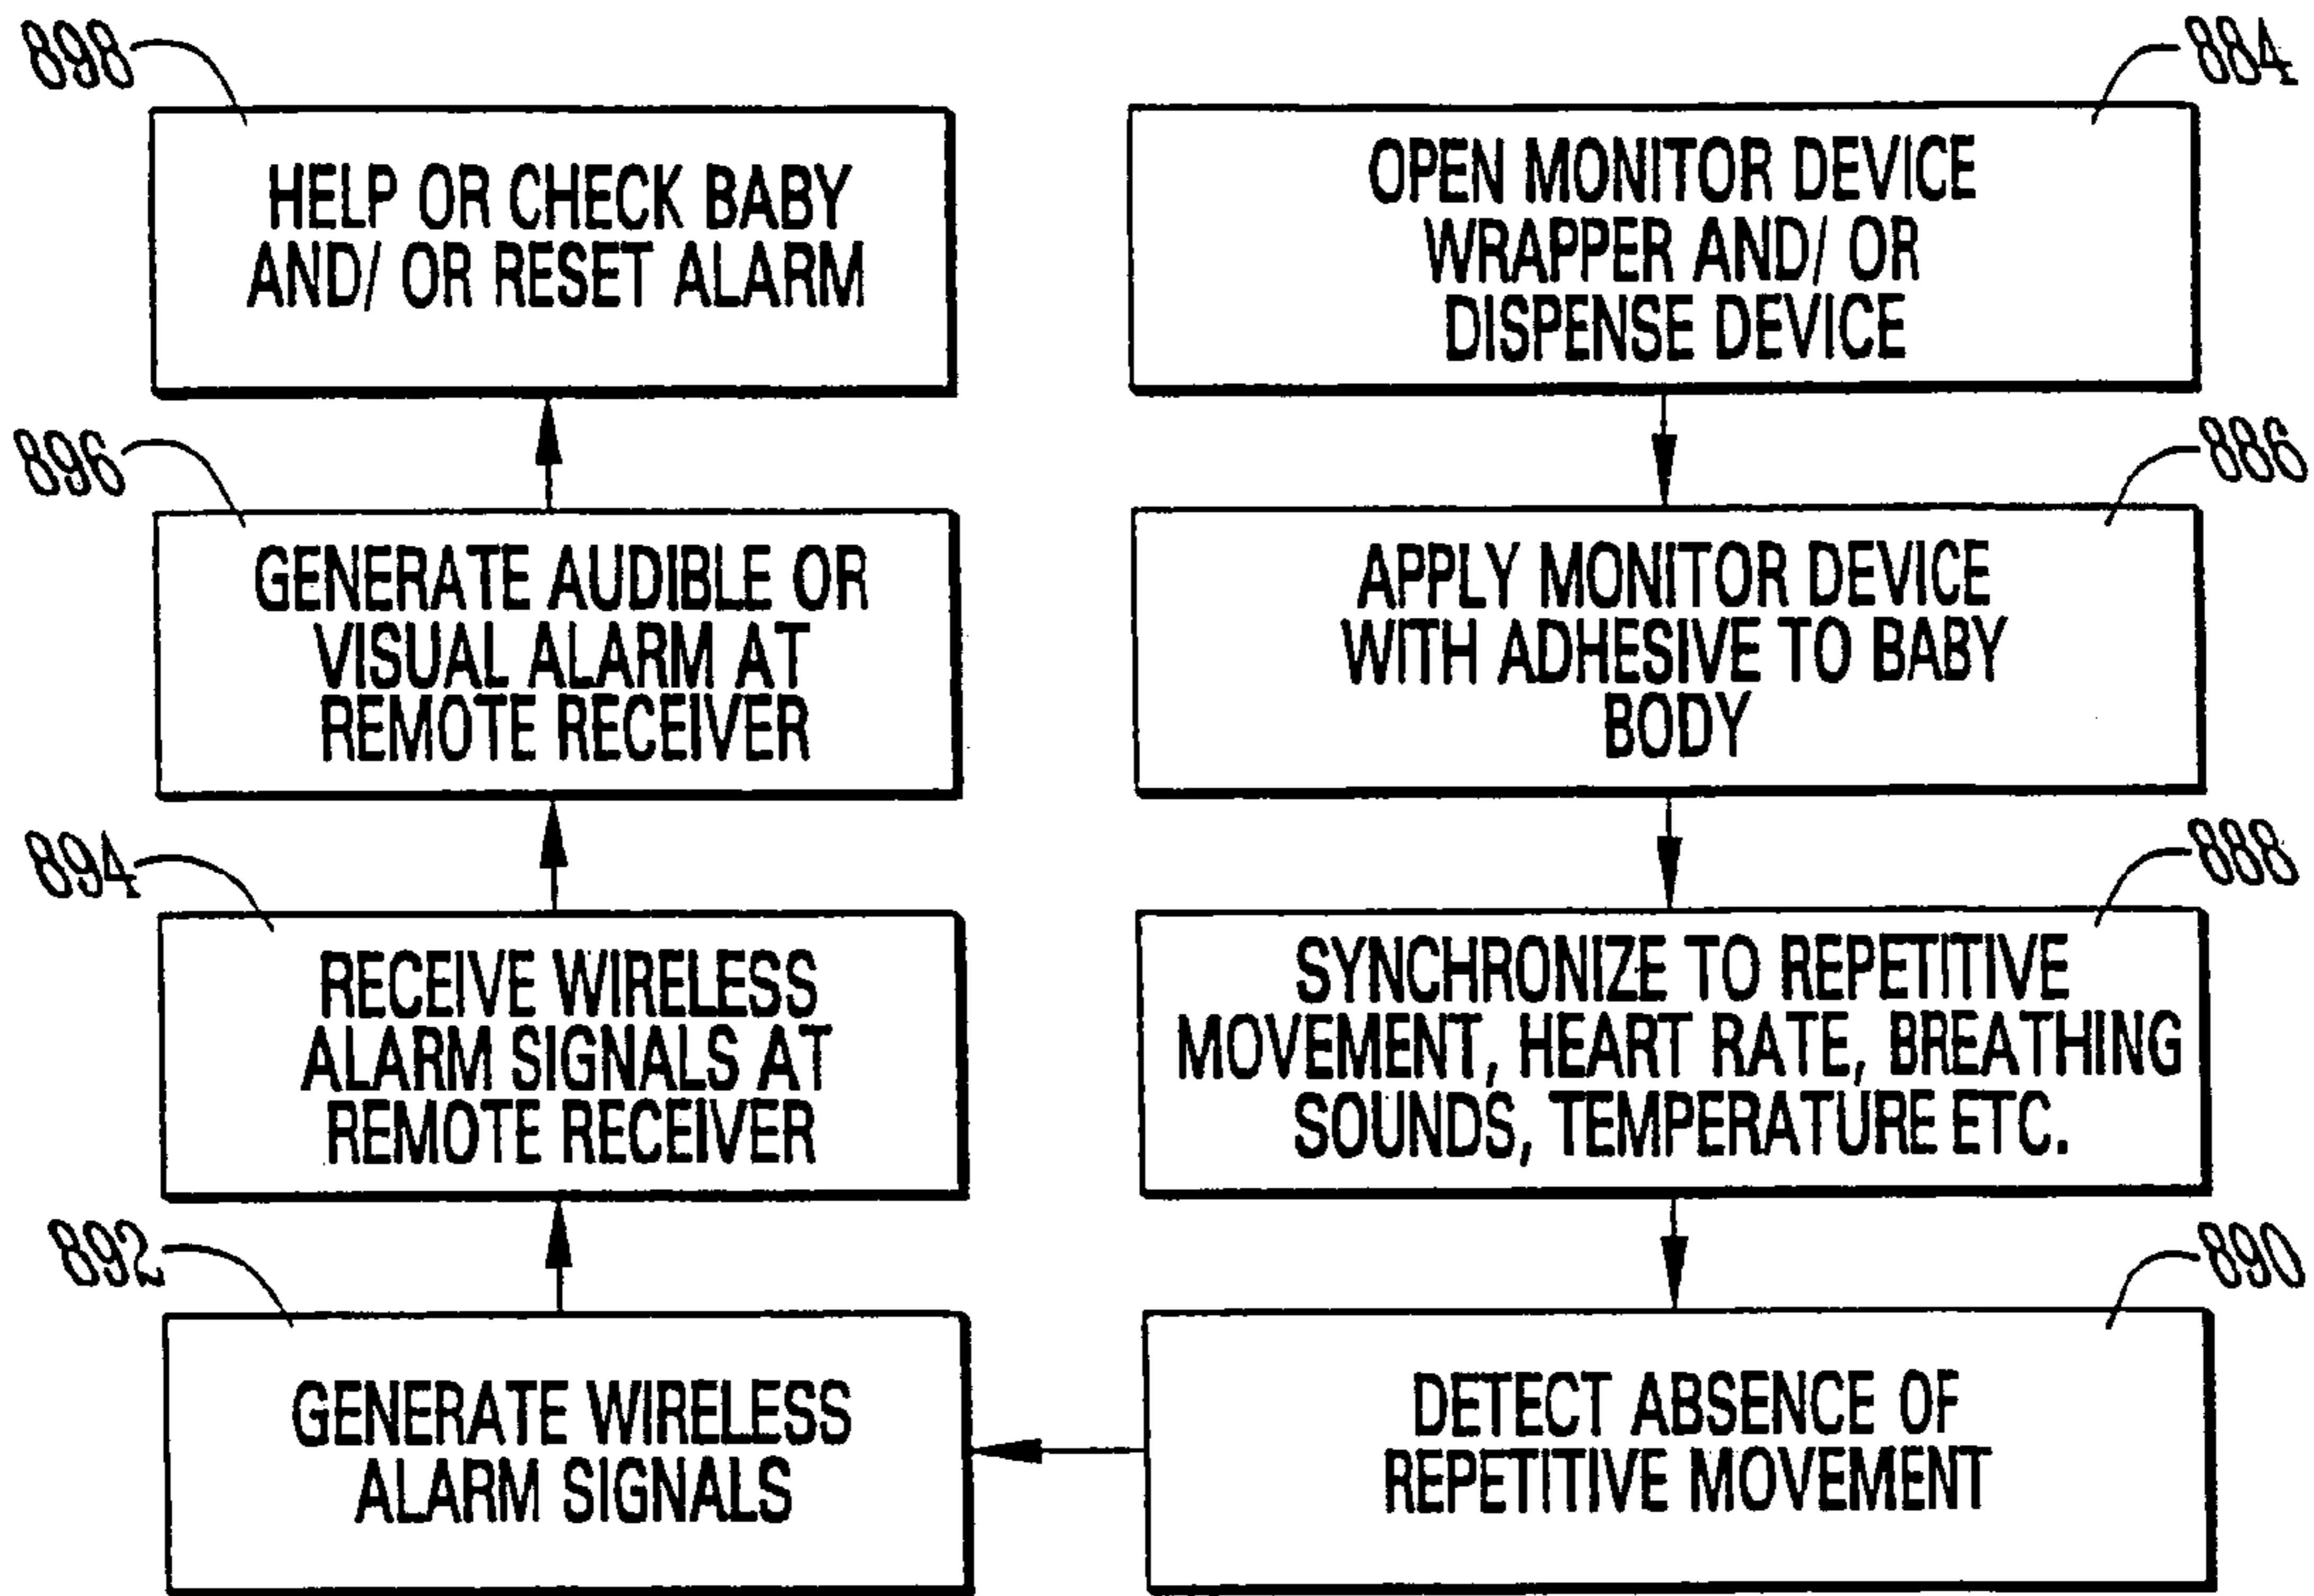 898
HELP OR CHECK BABY
AND/ OR RESET ALARM
884
OPEN MONITOR DEVICE
WRAPPER AND/ OR
DISPENSE DEVICE
896
GENERATE AUDIBLE OR
VISUAL ALARM AT
REMOTE RECEIVER
886
APPLY MONITOR DEVICE
WITH ADHESIVE TO BABY
BODY
894
RECEIVE WIRELESS
ALARM SIGNALS AT
REMOTE RECEIVER
888
SYNCHRONIZE TO REPETITIVE
MOVEMENT, HEART RATE, BREATHING
SOUNDS, TEMPERATURE ETC.
892
GENERATE WIRELESS
ALARM SIGNALS
890
DETECT ABSENCE OF
REPETITIVE MOVEMENT